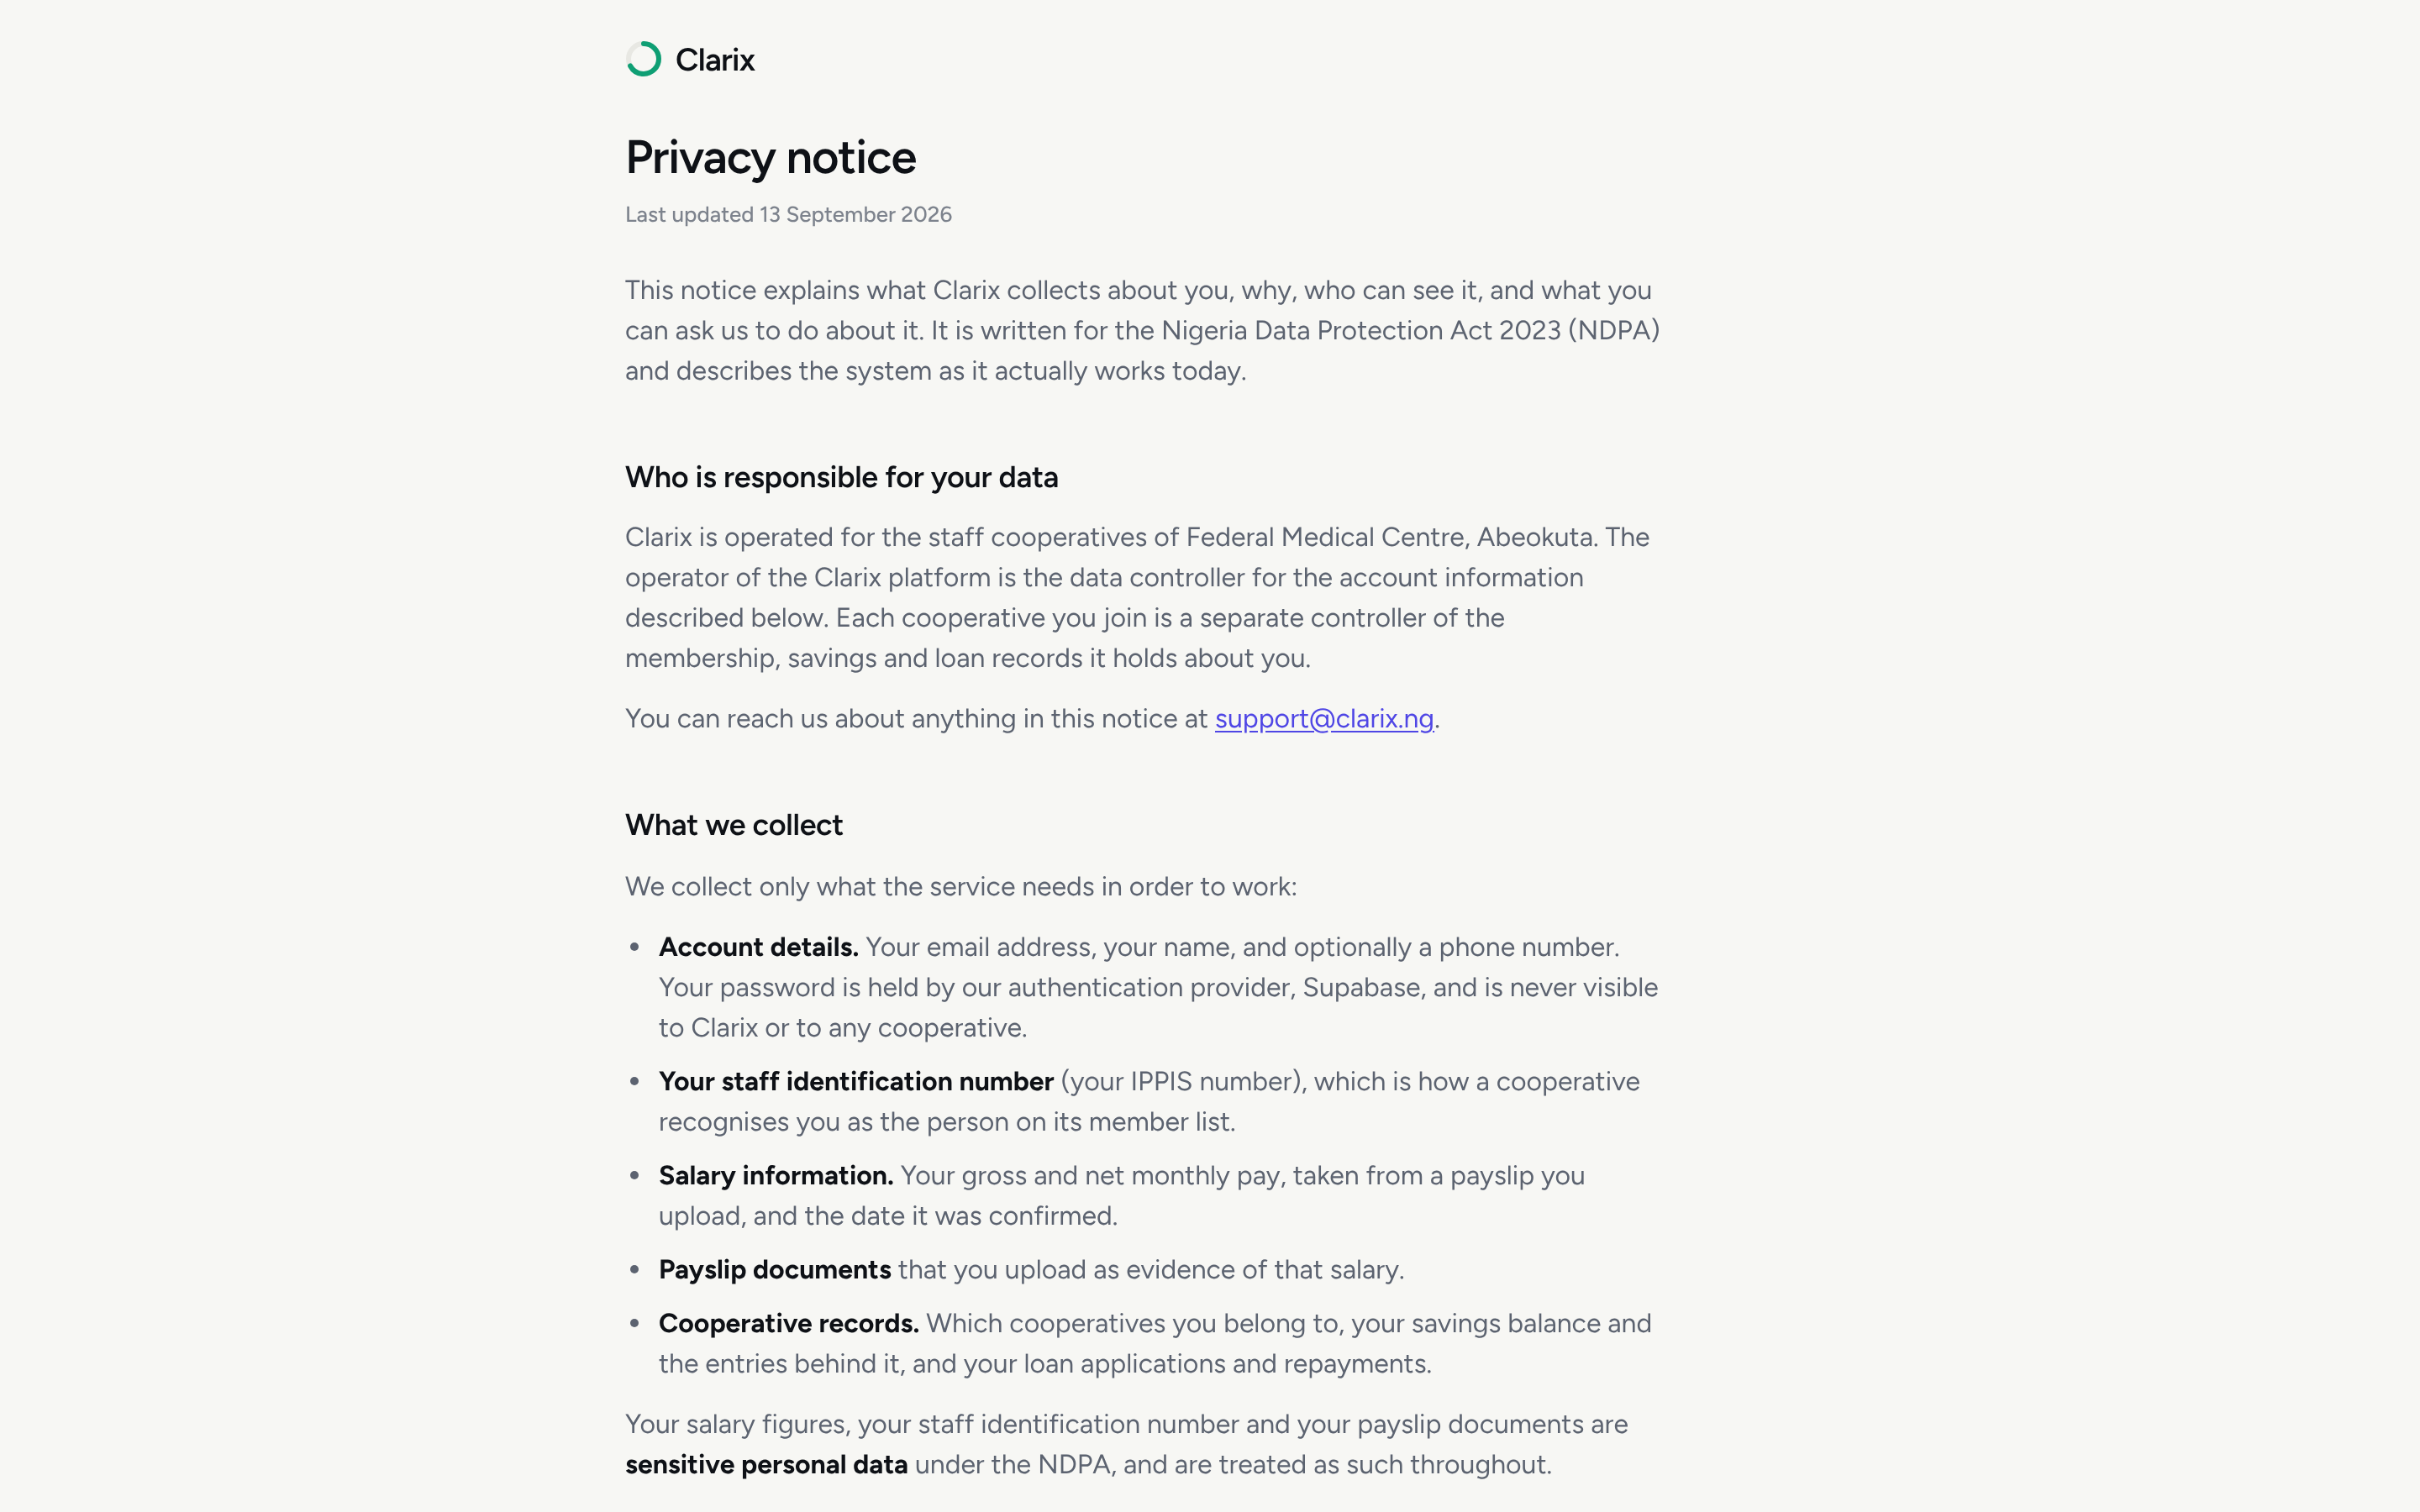 Clarix
Privacy notice
Last updated 13 September 2026
This notice explains what Clarix collects about you, why, who can see it, and what you
can ask us to do about it. It is written for the Nigeria Data Protection Act 2023 (NDPA)
and describes the system as it actually works today.
Who is responsible for your data
Clarix is operated for the staff cooperatives of Federal Medical Centre, Abeokuta. The
operator of the Clarix platform is the data controller for the account information
described below. Each cooperative you join is a separate controller of the
membership, savings and loan records it holds about you.
You can reach us about anything in this notice at support@clarix.ng.
What we collect
We collect only what the service needs in order to work:
• Account details. Your email address, your name, and optionally a phone number.
Your password is held by our authentication provider, Supabase, and is never visible
to Clarix or to any cooperative.
• Your staff identification number (your IPPIS number), which is how a cooperative
recognises you as the person on its member list.
• Salary information. Your gross and net monthly pay, taken from a payslip you
upload, and the date it was confirmed.
• Payslip documents that you upload as evidence of that salary.
• Cooperative records. Which cooperatives you belong to, your savings balance and
the entries behind it, and your loan applications and repayments.
Your salary figures, your staff identification number and your payslip documents are
sensitive personal data under the NDPA, and are treated as such throughout.